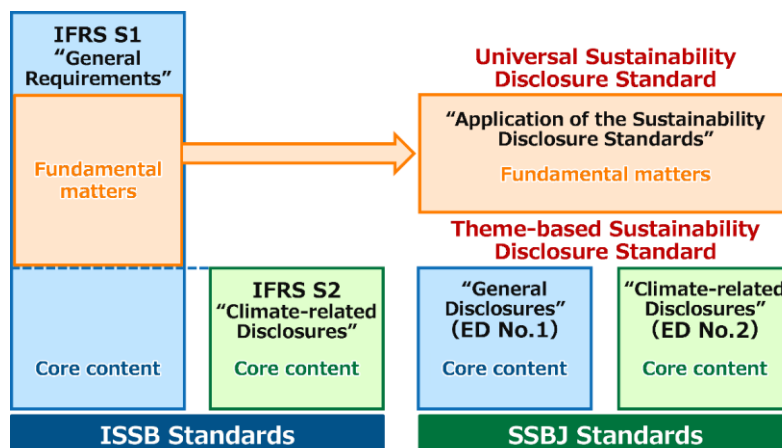 IFRS S1
“General
Requirements”
Fundamental
matters
Core content
IFRS S2
“Climate-related
Disclosures”
Core content
ISSB Standards
Universal Sustainability
Disclosure Standard
“Application of the Sustainability
Disclosure Standards”
Fundamental matters
Theme-based Sustainability
Disclosure Standard
“General
Disclosures”
（ED No.1）
Core content
“Climate-related
Disclosures”
（ED No.2）
Core content
SSBJ Standards